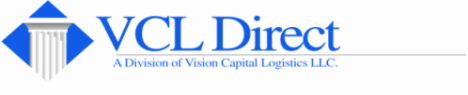 VCL Direct
A Division of Vision Capital Logistics LLC.